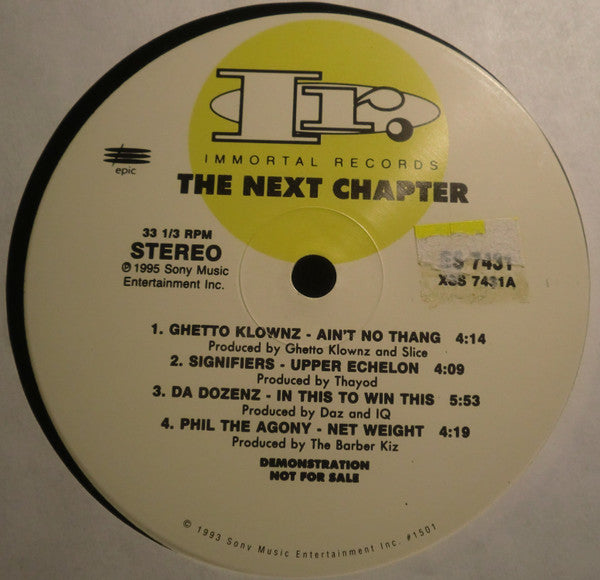 Ir.
IMMORTAL RECORDS
epic
THE NEXT CHAPTER
33 1/3 RPM
STEREO
℗ 1995 Sony Music
Entertainment Inc.
ES 7431
XSS 7431A
1. GHETTO KLOWNZ - AIN'T NO THANG 4:14
Produced by Ghetto Klownz and Slice
2. SIGNIFIERS - UPPER ECHELON 4:09
Produced by Thayod
3. DA DOZENZ - IN THIS TO WIN THIS 5:53
Produced by Daz and IQ
4. PHIL THE AGONY - NET WEIGHT 4:19
Produced by The Barber Kiz
DEMONSTRATION
NOT FOR SALE
© 1993 Sony Music Entertainment Inc. #1501